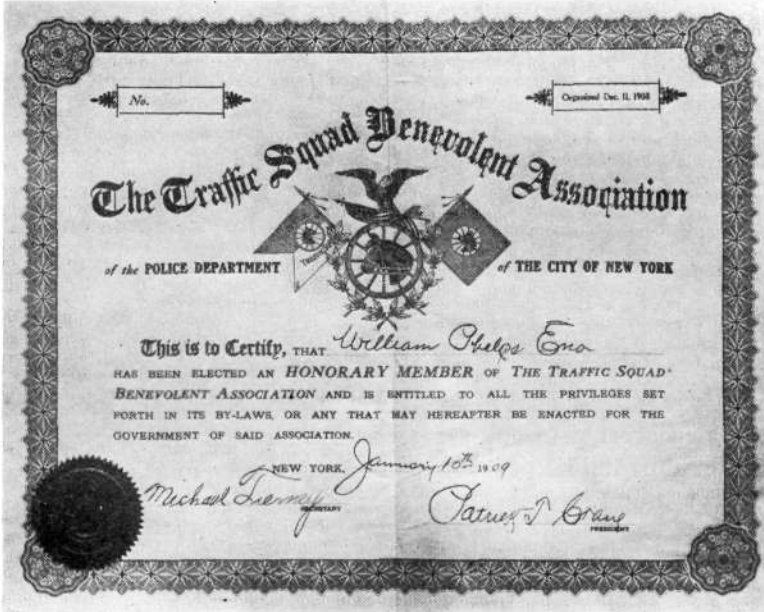 No.
Organized Dec. 11, 1908
The Traffic Squad Benevolent Association
of the POLICE DEPARTMENT of THE CITY OF NEW YORK
This is to Certify, THAT William Phelps Eno
HAS BEEN ELECTED AN HONORARY MEMBER OF THE TRAFFIC SQUAD
BENEVOLENT ASSOCIATION AND IS ENTITLED TO ALL THE PRIVILEGES SET
FORTH IN ITS BY-LAWS, OR ANY THAT MAY HEREAFTER BE ENACTED FOR THE
GOVERNMENT OF SAID ASSOCIATION.
NEW YORK, January 10th 1909
Michael Tierney
SECRETARY
Patrick J Crane
PRESIDENT